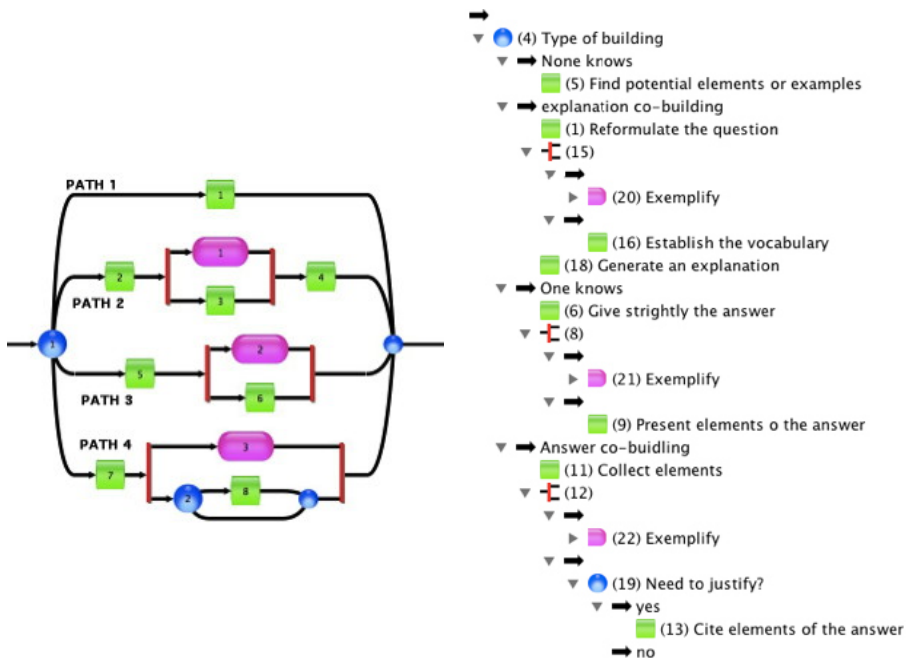 PATH 1
1
1
2
3
4
PATH 2
1
2
5
6
PATH 3
PATH 4
3
7
2
8
(4) Type of building
None knows
(5) Find potential elements or examples
explanation co-building
(1) Reformulate the question
(15)
(20) Exemplify
(16) Establish the vocabulary
(18) Generate an explanation
One knows
(6) Give strightly the answer
(8)
(21) Exemplify
(9) Present elements o the answer
Answer co-buidling
(11) Collect elements
(12)
(22) Exemplify
(19) Need to justify?
yes
(13) Cite elements of the answer
no